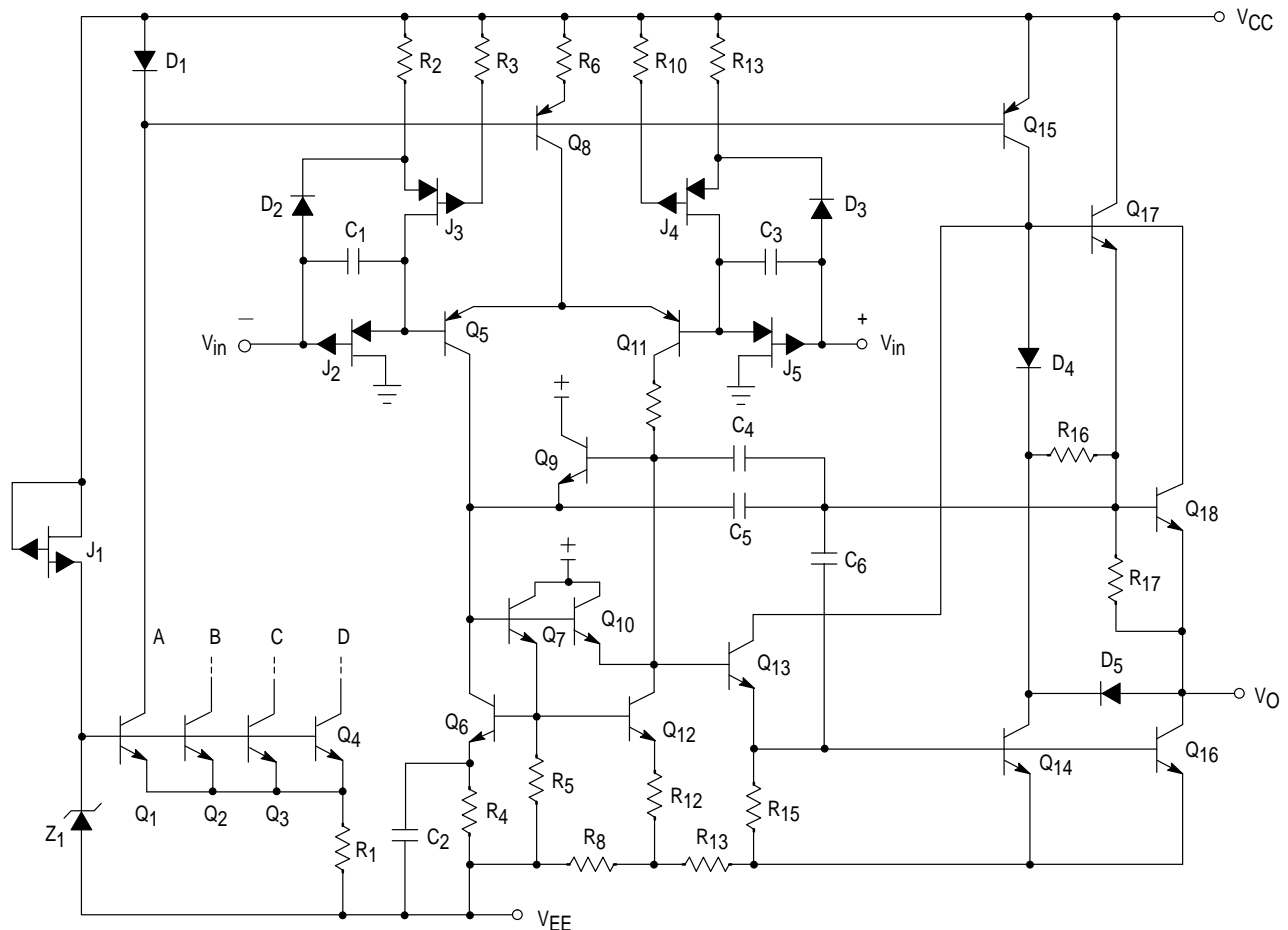 VCC
D1
R2
R3
R6
R10
R13
Q15
Q8
D2
D3
J3
J4
Q17
C1
C3
−
+
Vin
Q5
Q11
Vin
J2
J5
D4
+
R16
C4
Q9
Q18
C5
J1
+
C6
R17
A
B
C
D
Q7
Q10
Q13
D5
VO
Q6
Q12
Q4
Q14
Q16
R5
Q1
Q2
Q3
R4
R12
R15
Z1
R1
C2
R8
R13
VEE